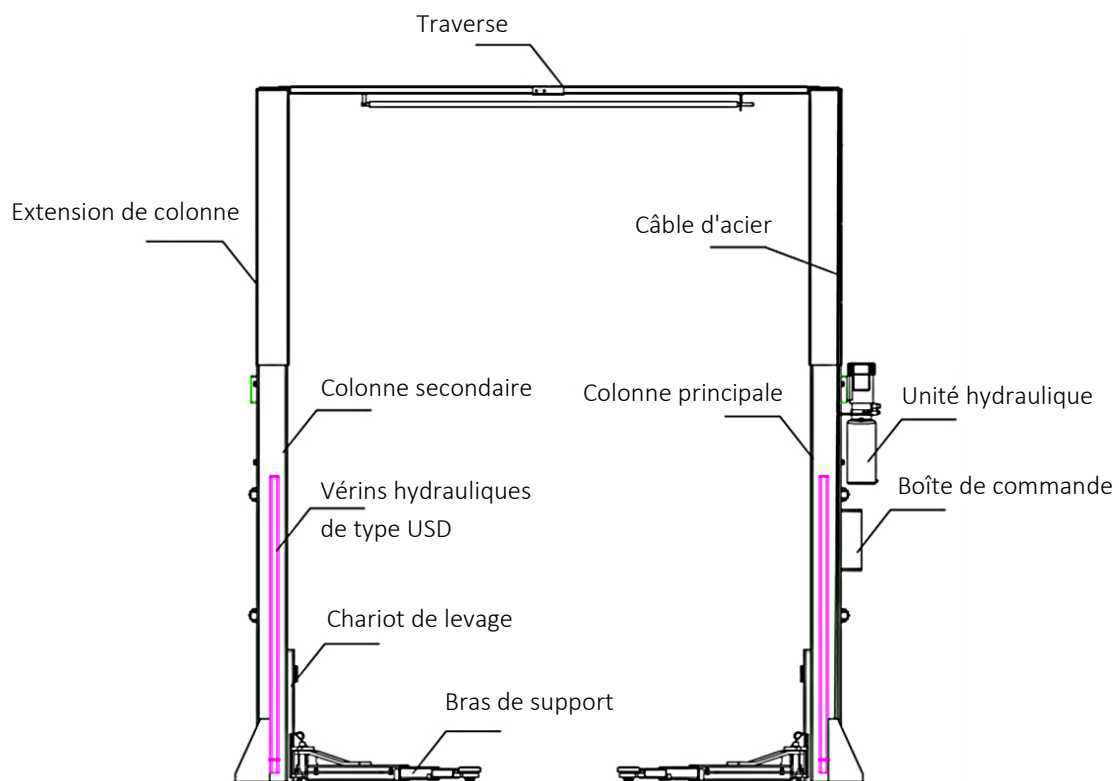 Traverse
Extension de colonne
Câble d'acier
Colonne secondaire
Colonne principale
Unité hydraulique
Vérins hydrauliques
de type USD
Boîte de commande
Chariot de levage
Bras de support